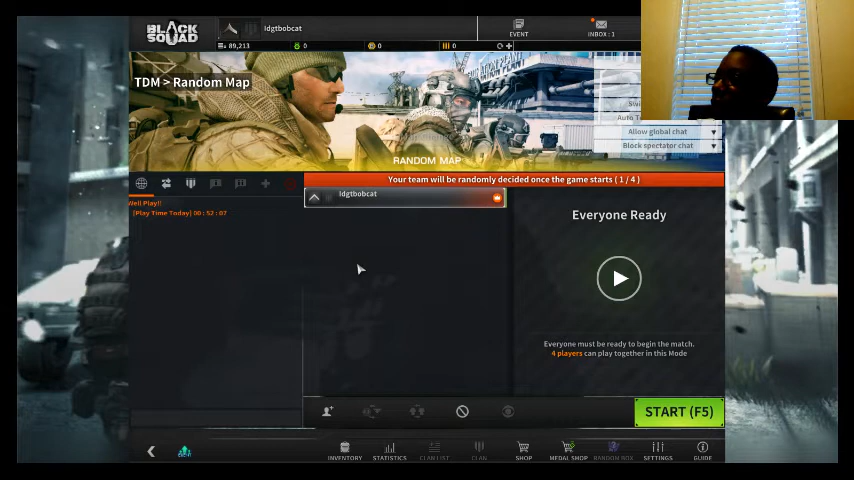 BLACK SQUAD
ldgtbobcat
EVENT
INBOX : 1
89,213
0
0
0
TDM > Random Map
Allow global chat
Block spectator chat
RANDOM MAP
Your team will be randomly decided once the game starts ( 1 / 4 )
Well Play!!
[Play Time Today] 00 : 52 : 07
ldgtbobcat
Everyone Ready
Everyone must be ready to begin the match.
4 players can play together in this Mode
START (F5)
INVENTORY
STATISTICS
CLAN LIST
CLAN
SHOP
MEDAL SHOP
RANDOM BOX
SETTINGS
GUIDE